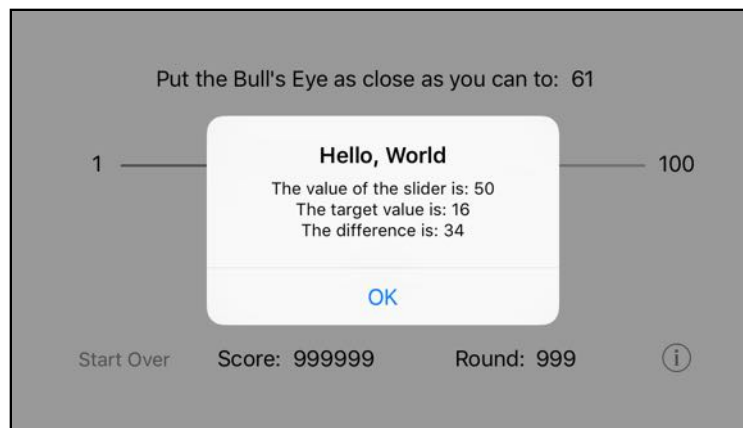 Put the Bull's Eye as close as you can to: 61
1
100
Hello, World
The value of the slider is: 50
The target value is: 16
The difference is: 34
OK
Start Over Score: 999999 Round: 999 i